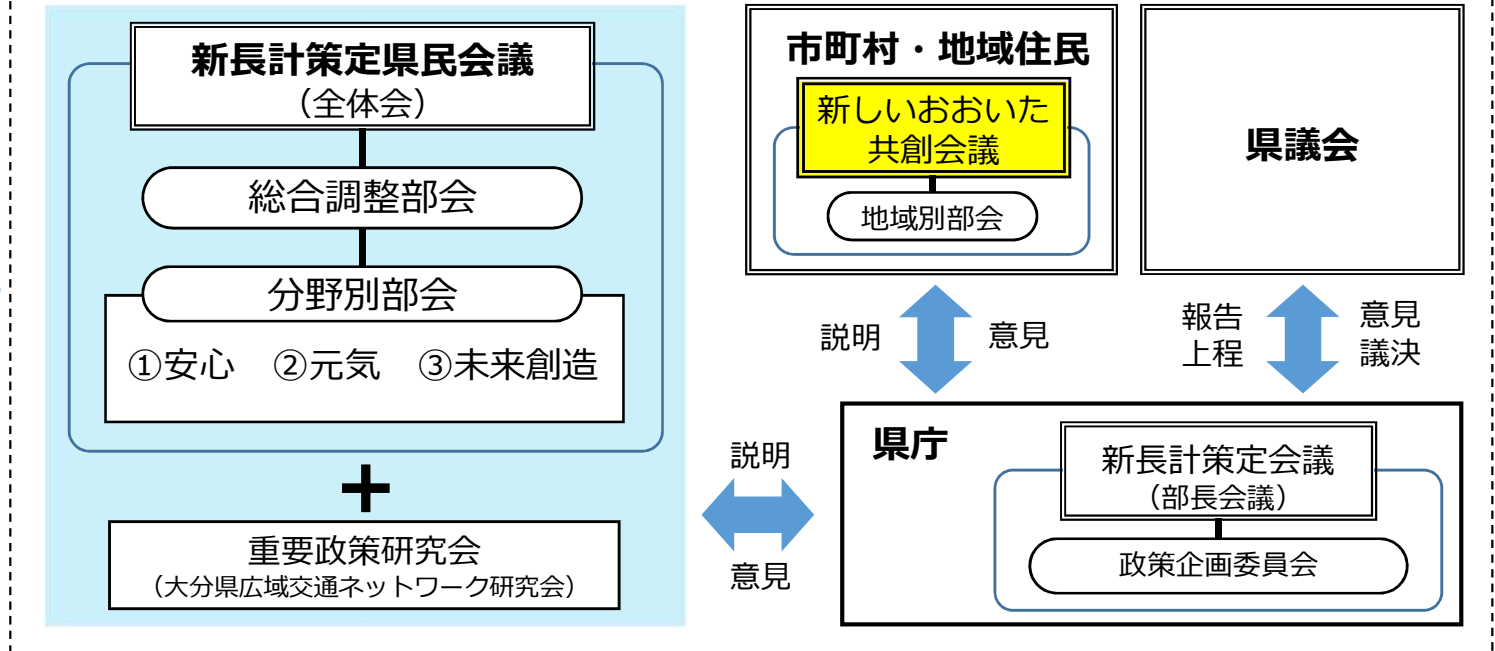 新長計策定県民会議
（全体会）
総合調整部会
分野別部会
①安心　②元気　③未来創造
＋
重要政策研究会
（大分県広域交通ネットワーク研究会）
市町村・地域住民
新しいおおいた
共創会議
地域別部会
県議会
説明
意見
報告
上程
意見
議決
説明
意見
県庁
新長計策定会議
（部長会議）
政策企画委員会